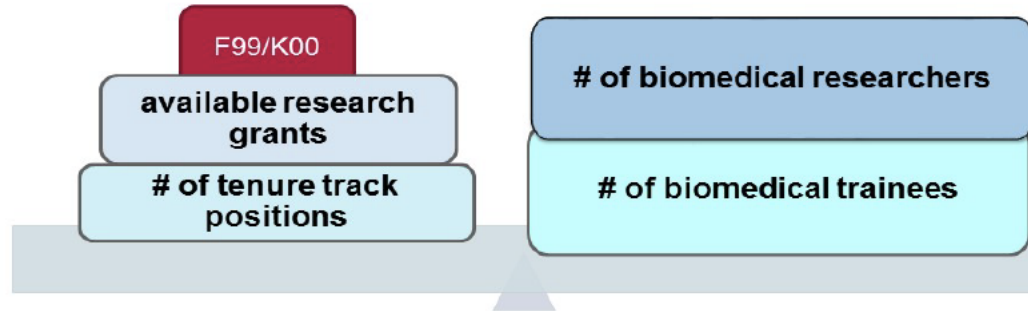 F99/K00
available research
grants
# of tenure track
positions
# of biomedical researchers
# of biomedical trainees